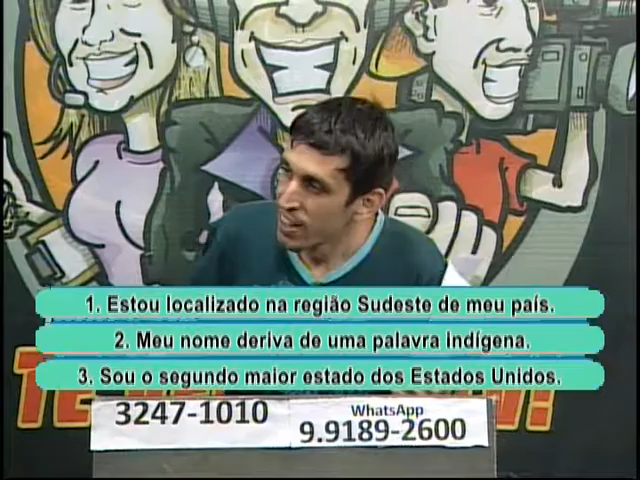 1. Estou localizado na região Sudeste de meu país.
2. Meu nome deriva de uma palavra indígena.
3. Sou o segundo maior estado dos Estados Unidos.
3247-1010
WhatsApp
9.9189-2600